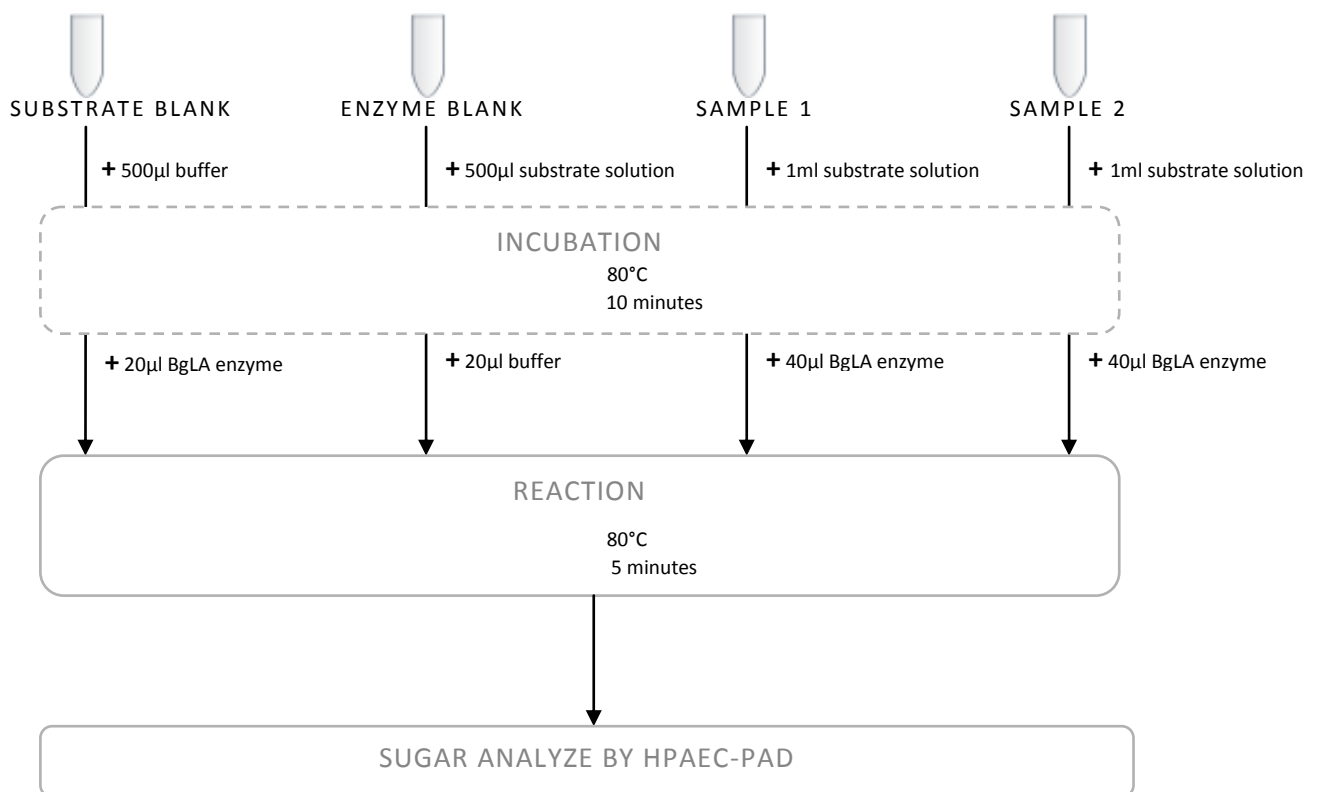 SUBSTRATE BLANK
ENZYME BLANK
SAMPLE 1
SAMPLE 2
+ 500µl buffer
+ 500µl substrate solution
+ 1ml substrate solution
+ 1ml substrate solution
INCUBATION
80°C
10 minutes
+ 20µl BgLA enzyme
+ 20µl buffer
+ 40µl BgLA enzyme
+ 40µl BgLA enzyme
REACTION
80°C
5 minutes
SUGAR ANALYZE BY HPAEC-PAD